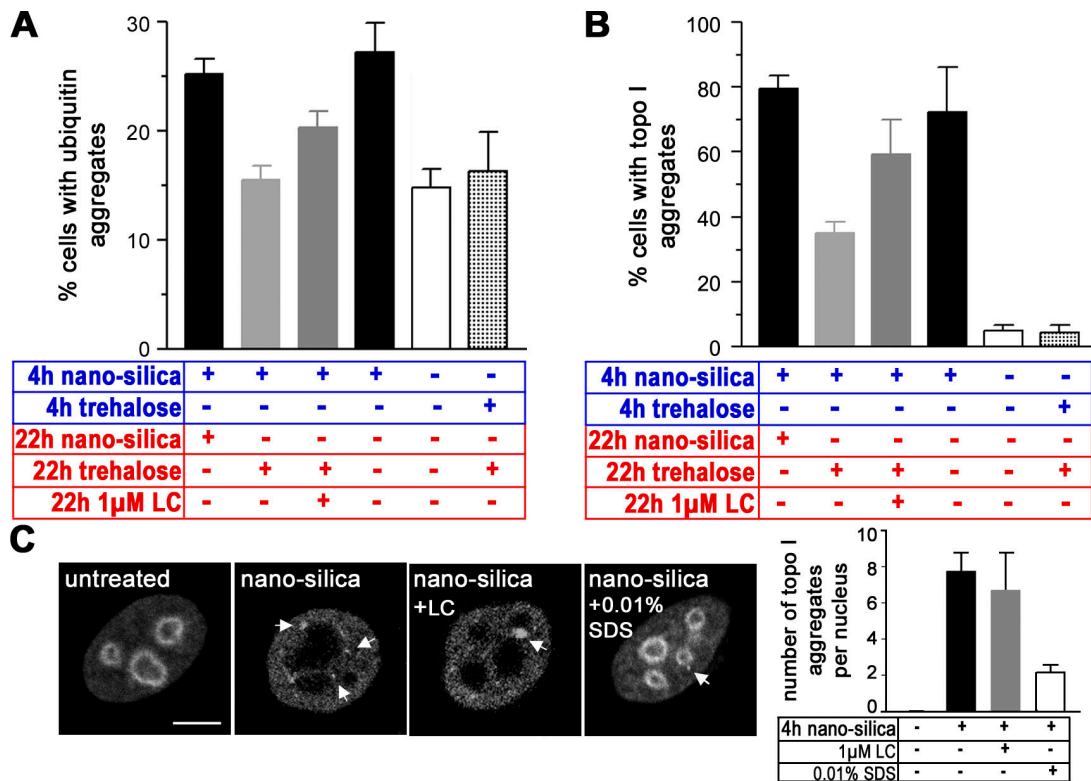 A
% cells with ubiquitin
aggregates
30
20
10
0
4h nano-silica + + + + - -
4h trehalose - - - - - +
22h nano-silica + - - - - -
22h trehalose - + + - - +
22h 1µM LC - - + - - -
B
% cells with topo I
aggregates
100
80
60
40
20
0
4h nano-silica + + + + - -
4h trehalose - - - - - +
22h nano-silica + - - - - -
22h trehalose - + + - - +
22h 1µM LC - - + - - -
C
untreated
nano-silica
nano-silica
+LC
nano-silica
+0.01%
SDS
number of topo I
aggregates
per nucleus
10
8
6
4
2
0
4h nano-silica - + + +
1µM LC - - + -
0.01% SDS - - - +